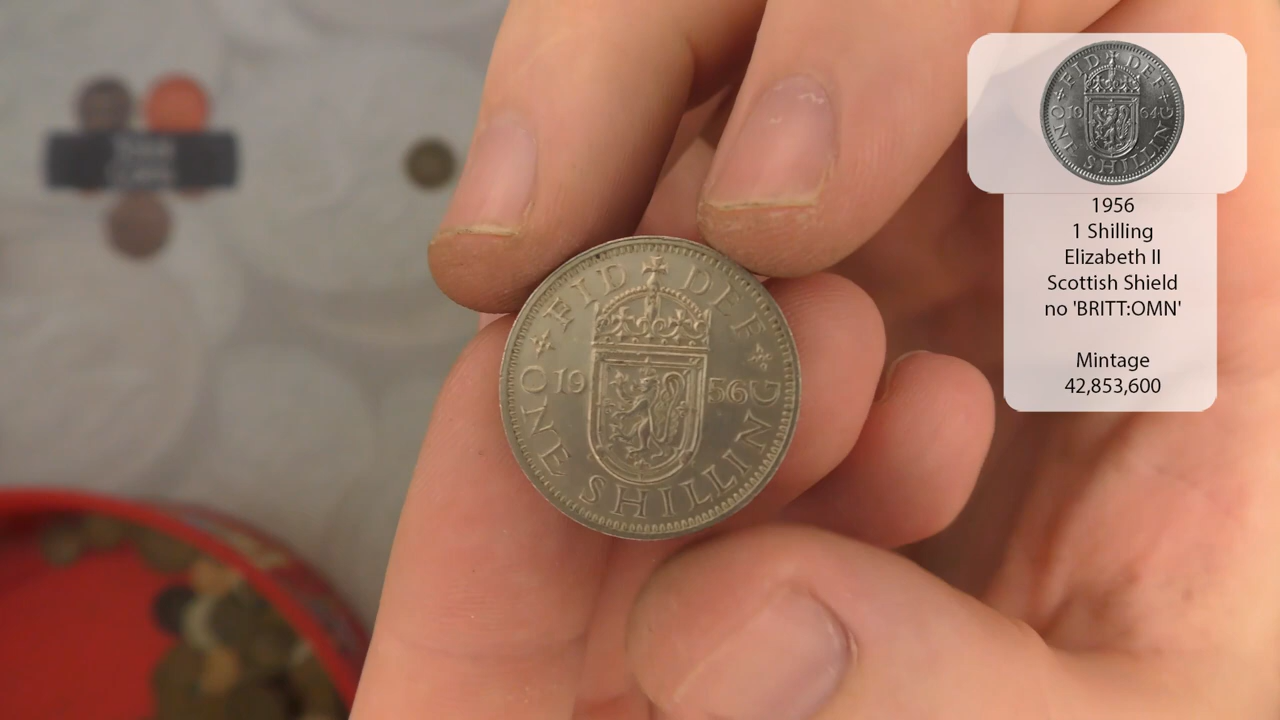 FID DEF
19 56
ONE SHILLING
FID DEF
19 64
ONE SHILLING
1956
1 Shilling
Elizabeth II
Scottish Shield
no 'BRITT:OMN'
Mintage
42,853,600